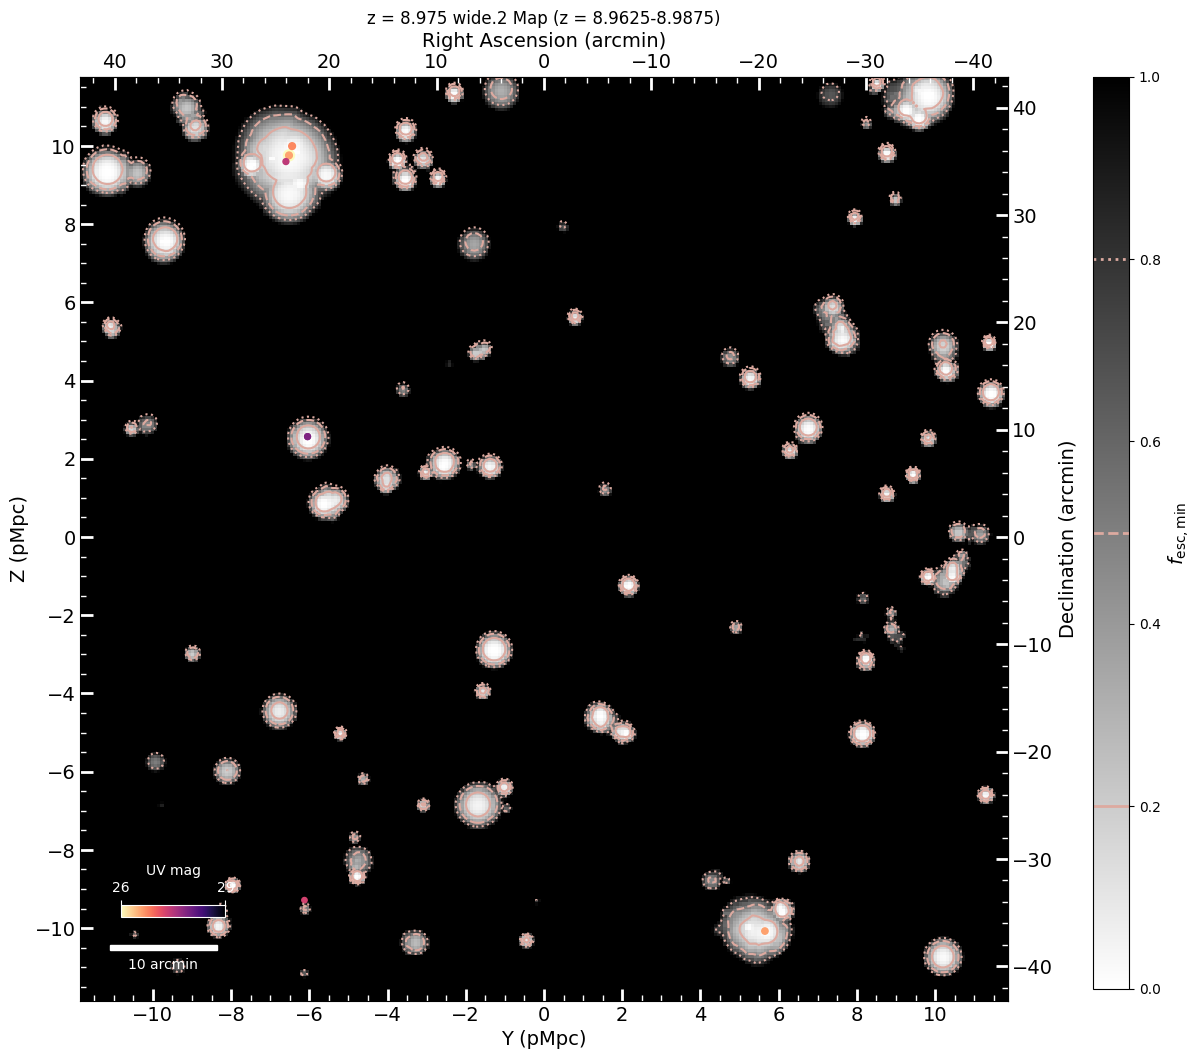 z = 8.975 wide.2 Map (z = 8.9625-8.9875)
Right Ascension (arcmin)
40 30 20 10 0 −10 −20 −30 −40
10 8 6 4 2 0 −2 −4 −6 −8 −10
Z (pMpc)
40 30 20 10 0 −10 −20 −30 −40
Declination (arcmin)
1.0 0.8 0.6 0.4 0.2 0.0
fesc,min
UV mag
26
10 arcmin
−10 −8 −6 −4 −2 0 2 4 6 8 10
Y (pMpc)